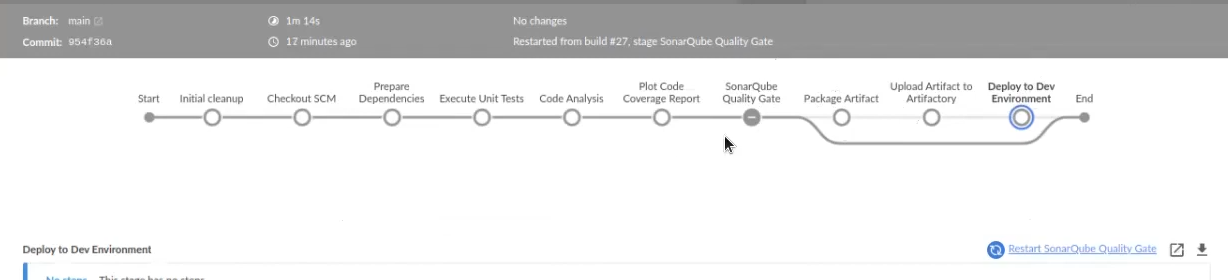 Branch: main
1m 14s
No changes
Commit: 954f36a
17 minutes ago
Restarted from build #27, stage SonarQube Quality Gate
Start
Initial cleanup
Checkout SCM
Prepare
Dependencies
Execute Unit Tests
Code Analysis
Plot Code
Coverage Report
SonarQube
Quality Gate
Package Artifact
Upload Artifact to
Artifactory
Deploy to Dev
Environment
End
Deploy to Dev Environment
Restart SonarQube Quality Gate
No steps This stage has no steps